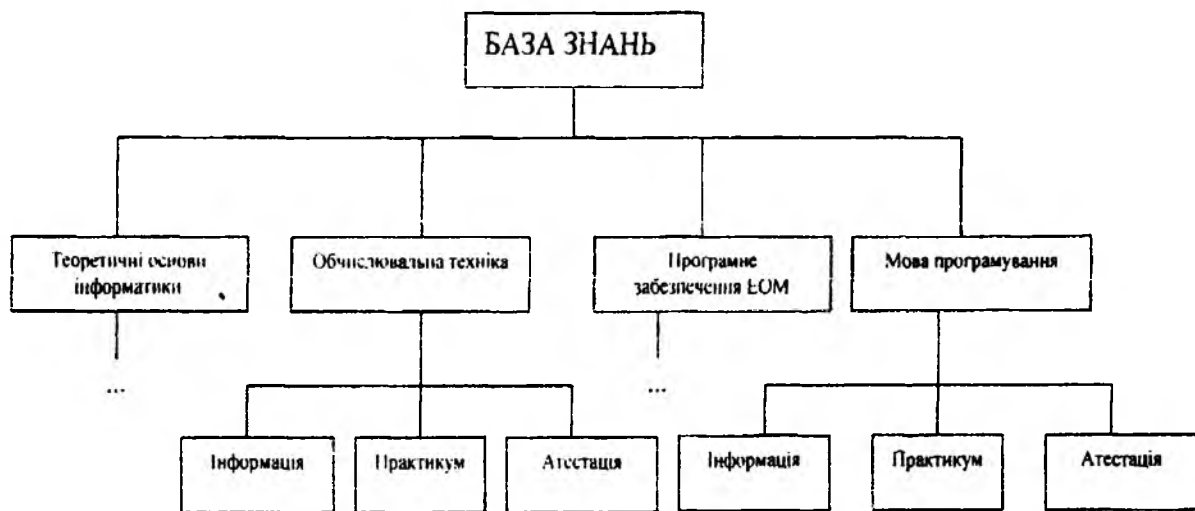 БАЗА ЗНАНЬ
Теоретичні основи
інформатики
Обчислювальна техніка
Програмне
забезпечення ЕОМ
Мова програмування
...
...
Інформація
Практикум
Атестація
Інформація
Практикум
Атестація